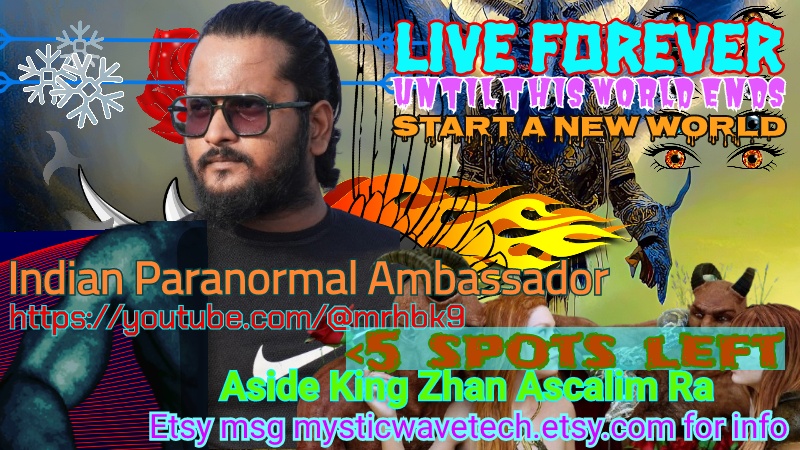 LIVE FOREVER
UNTIL THIS WORLD ENDS
START A NEW WORLD
Indian Paranormal Ambassador
https://youtube.com/@mrhbk9
<5 SPOTS LEFT
Aside King Zhan Ascalim Ra
Etsy msg mysticwavetech.etsy.com for info